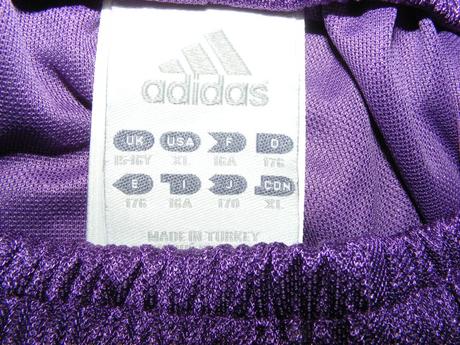 adidas
UK USA F D
15-16Y XL 16A 176
E I J CDN
176 16A 170 XL
MADE IN TURKEY